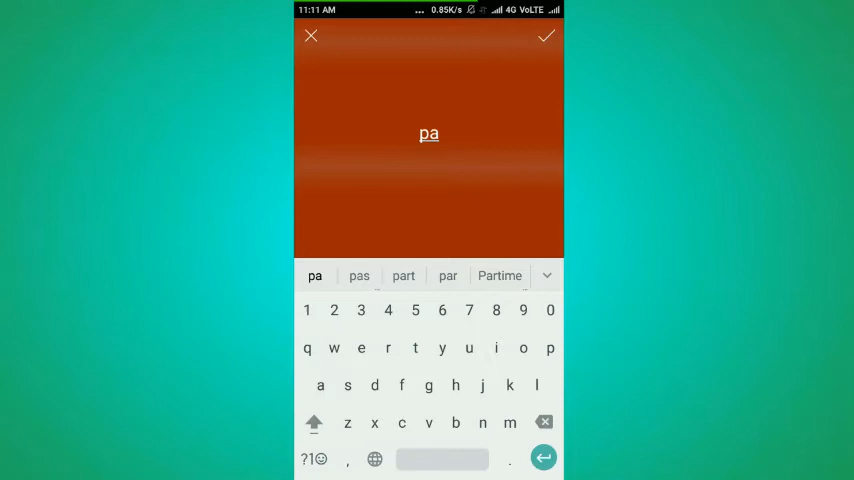 11:11 AM ... 0.85K/s 4G VoLTE
pa
pa pas part par Partime
1 2 3 4 5 6 7 8 9 0
q w e r t y u i o p
a s d f g h j k l
z x c v b n m
?1☺ , .